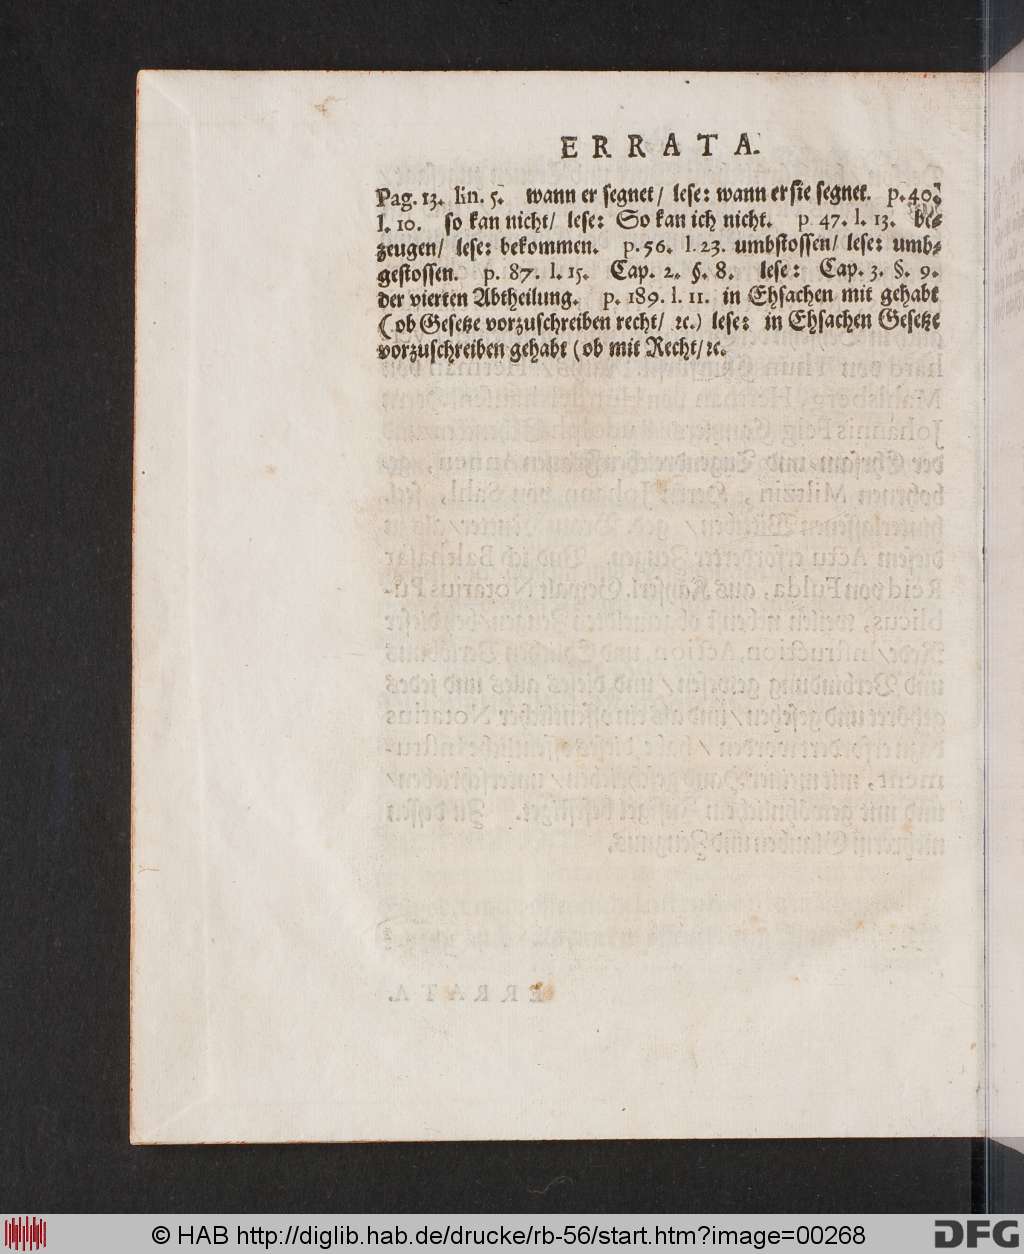 ERRATA.
Pag. 13. lin. 5. wann er segnet / lese: wann er sie segnet. p. 40.
l. 10. so kan nicht / lese: So kan ich nicht. p 47. l. 13. be-
zeugen / lese: bekommen. p. 56. l. 23. umbstossen / lese: umb-
gestossen. p. 87. l. 15. Cap. 2. §. 8. lese: Cap. 3. §. 9.
der vierten Abtheilung. p. 189. l. 11. in Ehsachen mit gehabt
( ob Gesetze vorzuschreiben recht / ꝛc.) lese: in Ehsachen Gesetze
vorzuschreiben gehabt ( ob mit Recht / ꝛc.
© HAB http://diglib.hab.de/drucke/rb-56/start.htm?image=00268
DFG